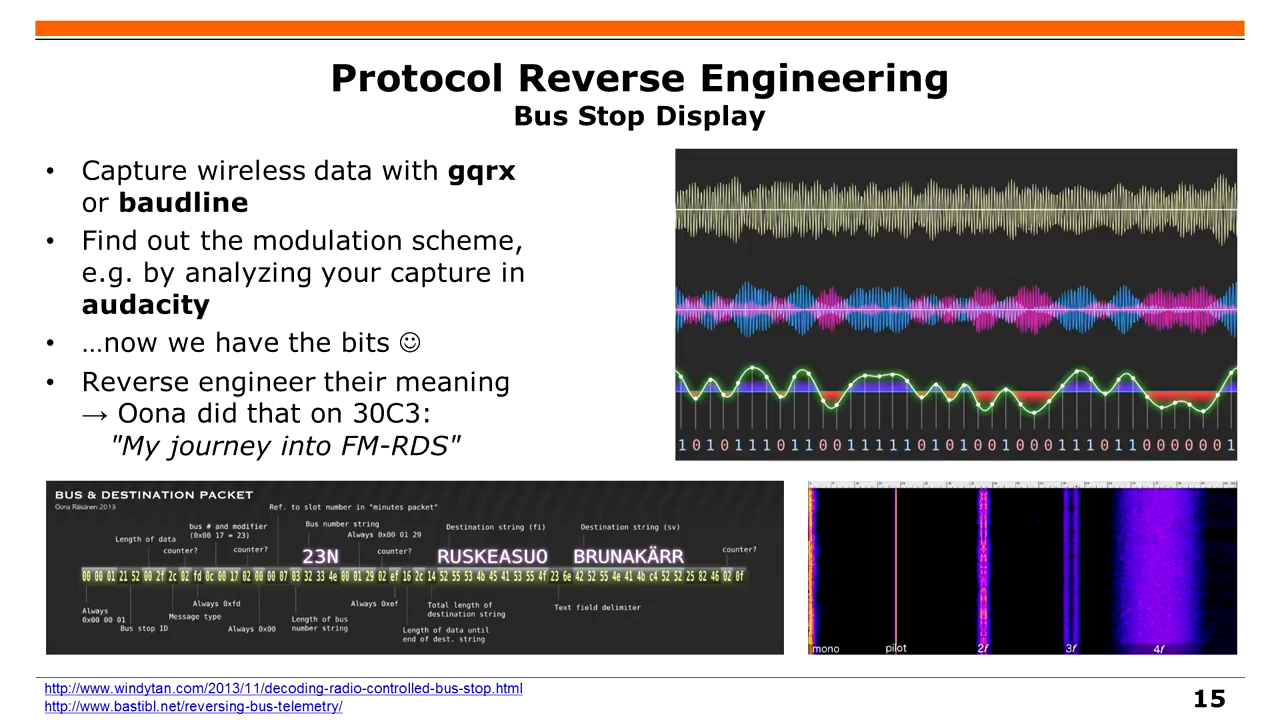 Protocol Reverse Engineering
Bus Stop Display
• Capture wireless data with gqrx
or baudline
• Find out the modulation scheme,
e.g. by analyzing your capture in
audacity
• …now we have the bits ☺
• Reverse engineer their meaning
→ Oona did that on 30C3:
"My journey into FM-RDS"
1 0 1 0 1 1 1 0 1 1 0 0 1 1 1 1 1 0 1 0 1 0 0 1 0 0 0 1 1 1 0 1 1 0 0 0 0 0 0 1
BUS & DESTINATION PACKET
Oona Räisänen 2013
Ref. to slot number in "minutes packet"
bus # and modifier
(0x00 17 = 23)
Bus number string
Always 0x00 01 29
Destination string (fi)
Destination string (sv)
Length of data
counter?
counter?
counter?
counter?
23N
RUSKEASUO
BRUNAKÄRR
00 00 01 21 52 00 2f 2c 02 fd 0c 00 17 02 00 00 07 03 32 33 4e 00 01 29 02 ef 16 2c 14 52 55 53 4b 45 41 53 55 4f 23 6e 42 52 55 4e 41 4b c4 52 52 25 82 46 02 0f
Always
0x00 00 01
Bus stop ID
Message type
Always 0xfd
Always 0x00
Length of bus
number string
Always 0xef
Length of data until
end of dest. string
Total length of
destination string
Text field delimiter
mono
pilot
2f
3f
4f
http://www.windytan.com/2013/11/decoding-radio-controlled-bus-stop.html
http://www.bastibl.net/reversing-bus-telemetry/
15